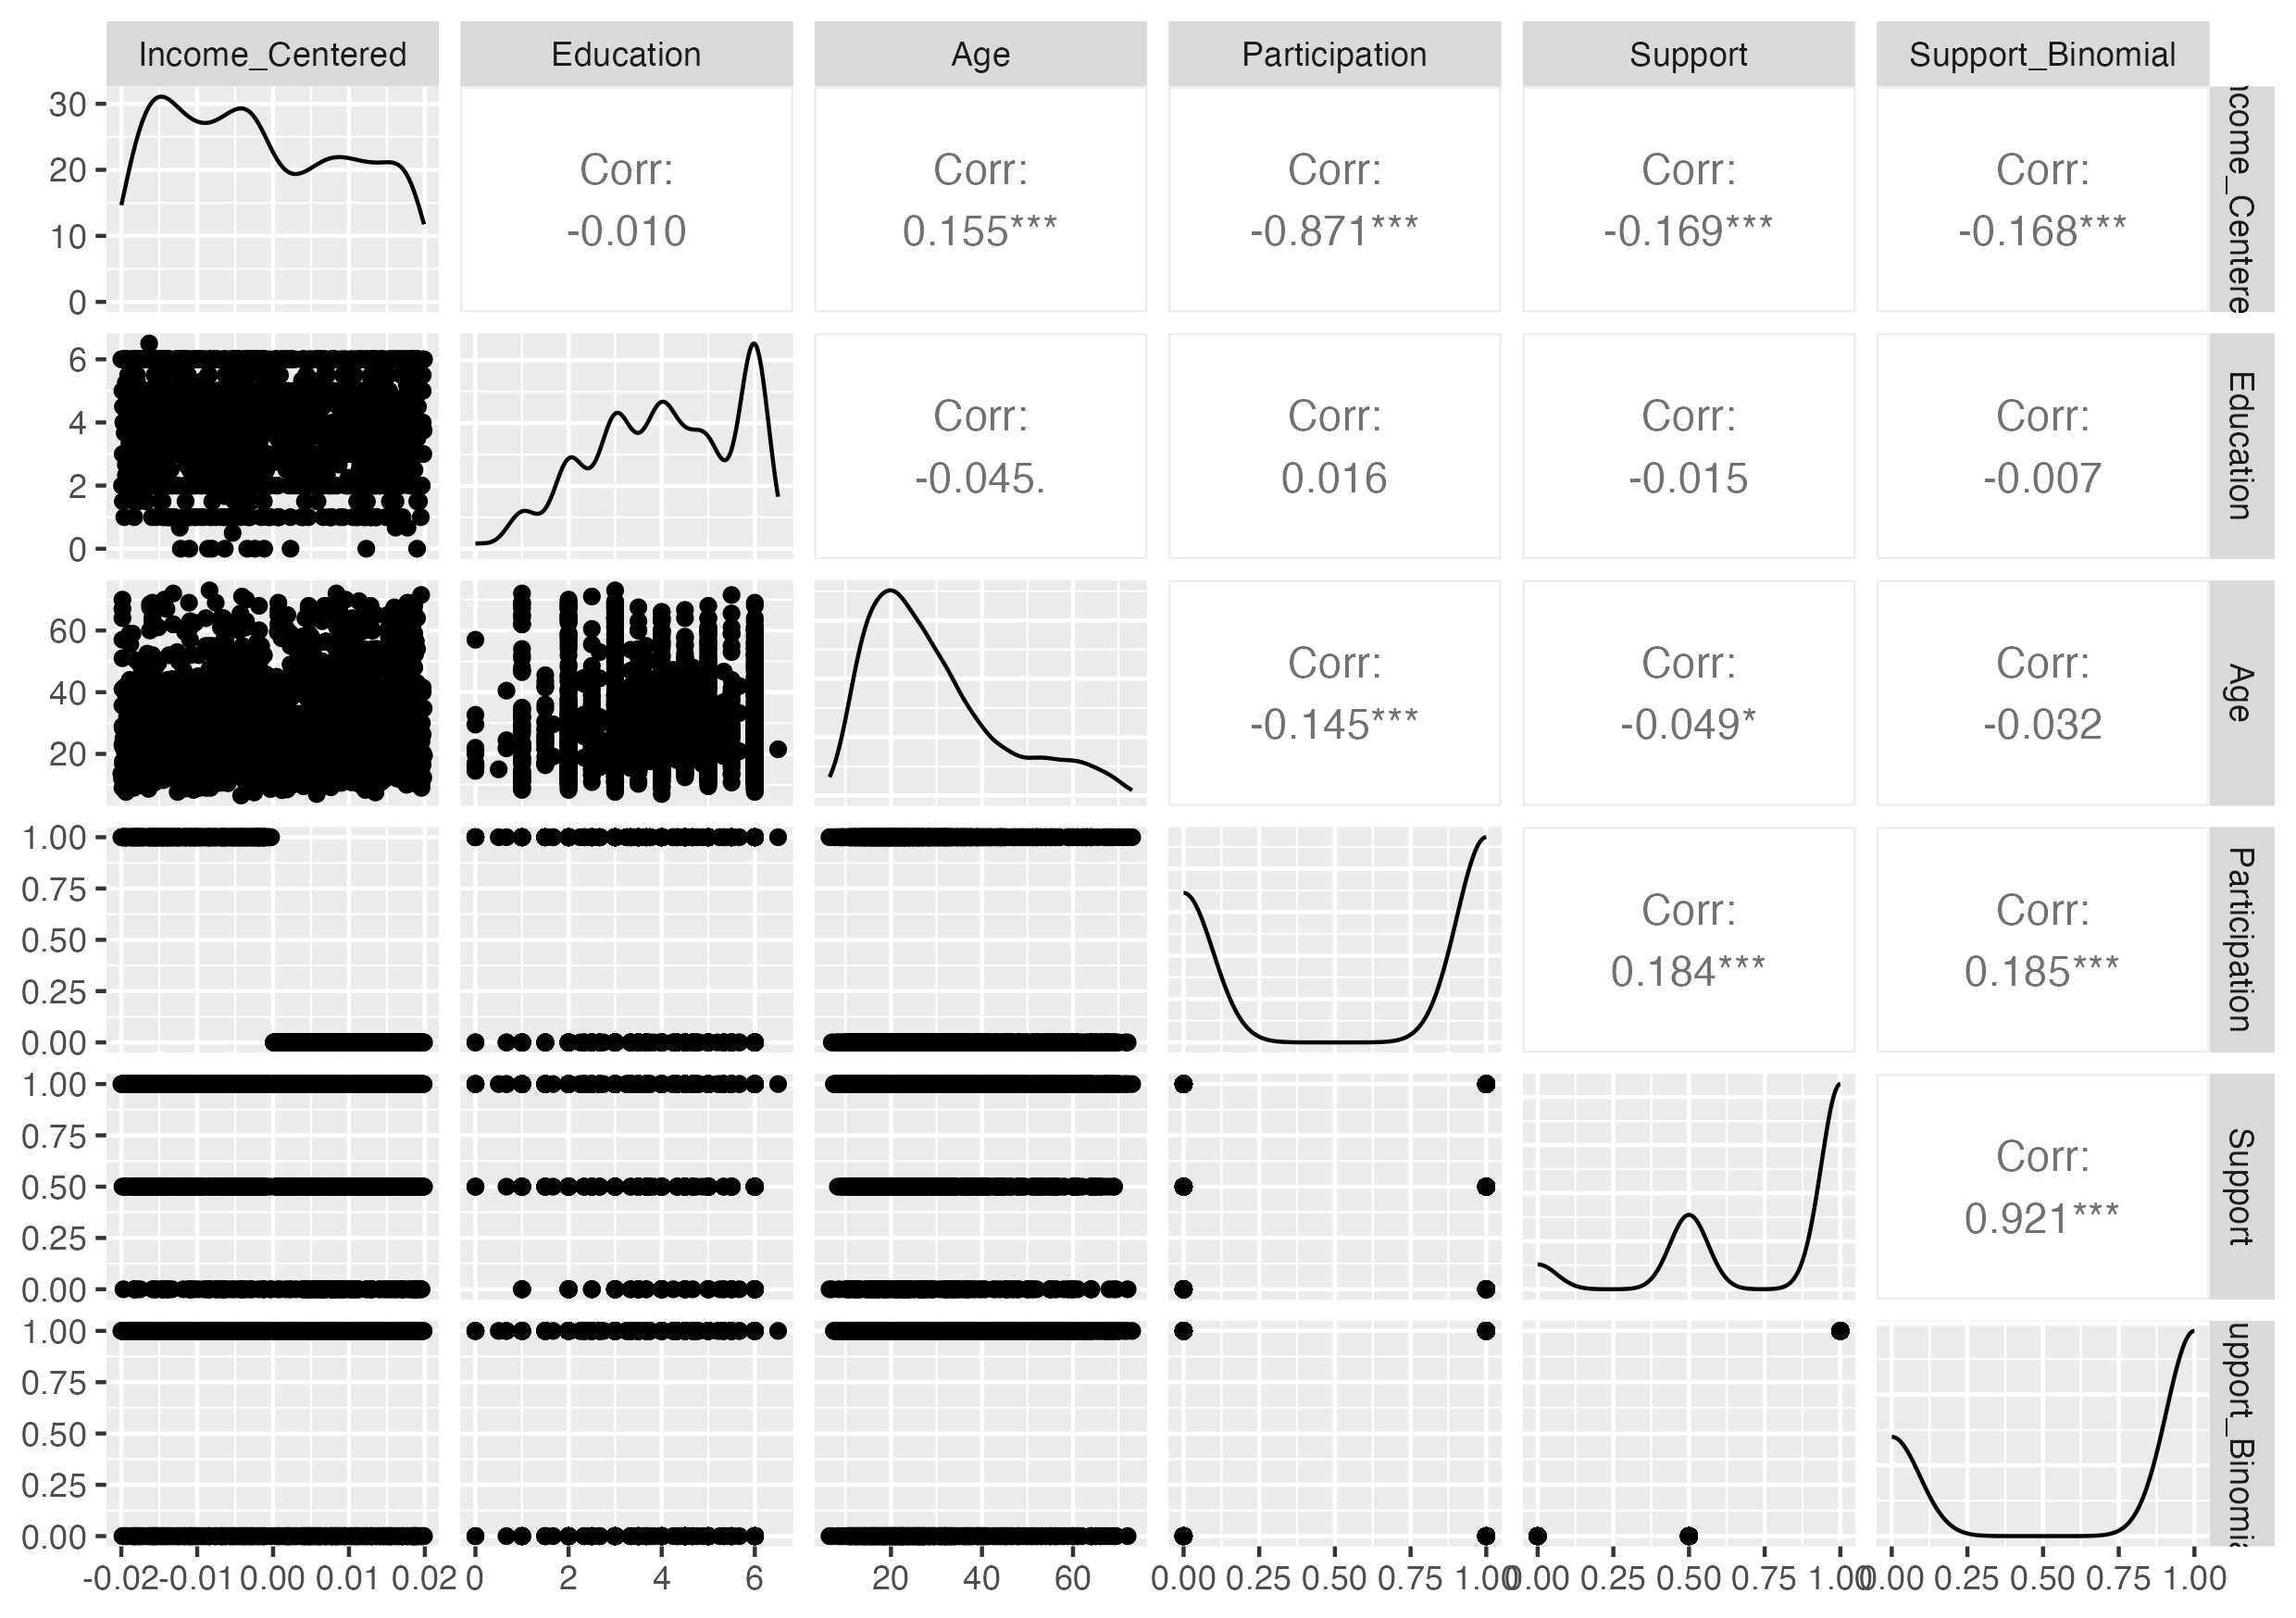 Income_Centered Education Age Participation Support Support_Binomial
30
20
10
0
Corr:
-0.010
Corr:
0.155***
Corr:
-0.871***
Corr:
-0.169***
Corr:
-0.168***
ncome_Centere
6
4
2
0
Corr:
-0.045.
Corr:
0.016
Corr:
-0.015
Corr:
-0.007
Education
60
40
20
Corr:
-0.145***
Corr:
-0.049*
Corr:
-0.032
Age
1.00
0.75
0.50
0.25
0.00
Corr:
0.184***
Corr:
0.185***
Participation
1.00
0.75
0.50
0.25
0.00
Corr:
0.921***
Support
1.00
0.75
0.50
0.25
0.00
upport_Binomia
-0.02 -0.01 0.00 0.01 0.02 0 2 4 6 20 40 60 0.00 0.25 0.50 0.75 1.00 0.00 0.25 0.50 0.75 1.00 0.00 0.25 0.50 0.75 1.00